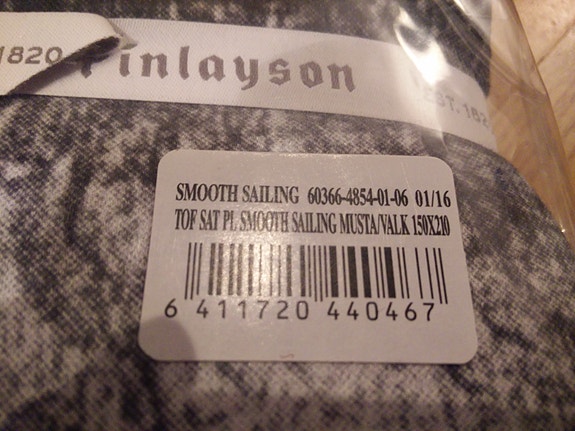 1820
Finlayson
EST. 182
SMOOTH SAILING 60366-4854-01-06 01/16
TOF SAT PL SMOOTH SAILING MUSTA/VALK 150X210
6 411720 440467